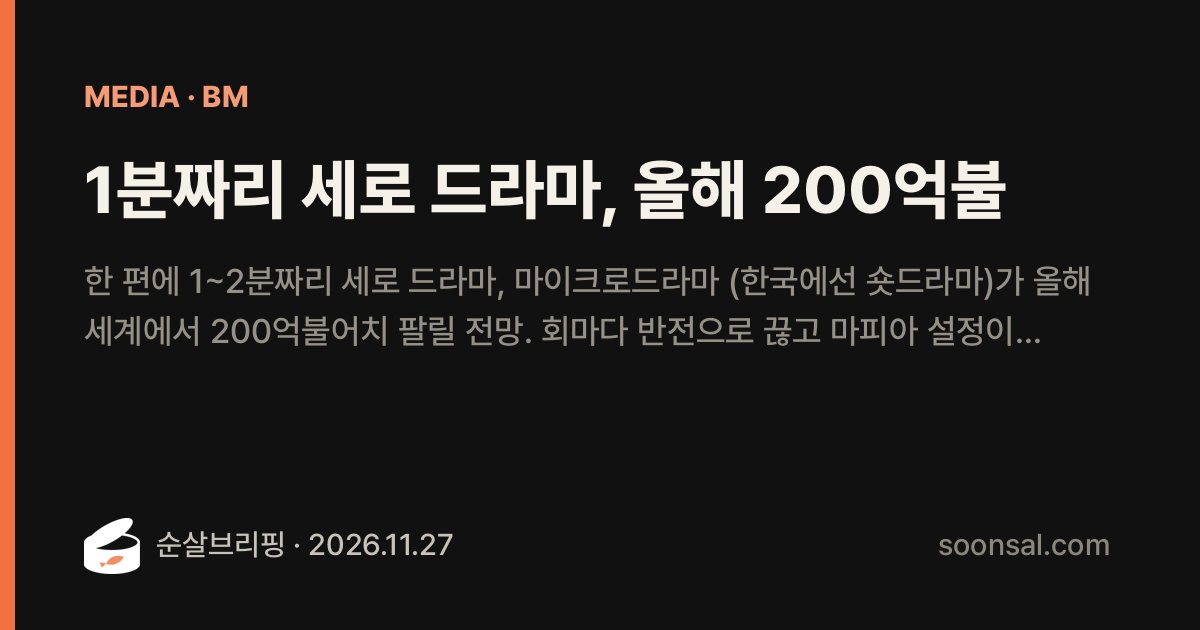 MEDIA · BM
1분짜리 세로 드라마, 올해 200억불
한 편에 1~2분짜리 세로 드라마, 마이크로드라마 (한국에선 숏드라마)가 올해
세계에서 200억불어치 팔릴 전망. 회마다 반전으로 끊고 마피아 설정이...
순살브리핑 · 2026.11.27
soonsal.com